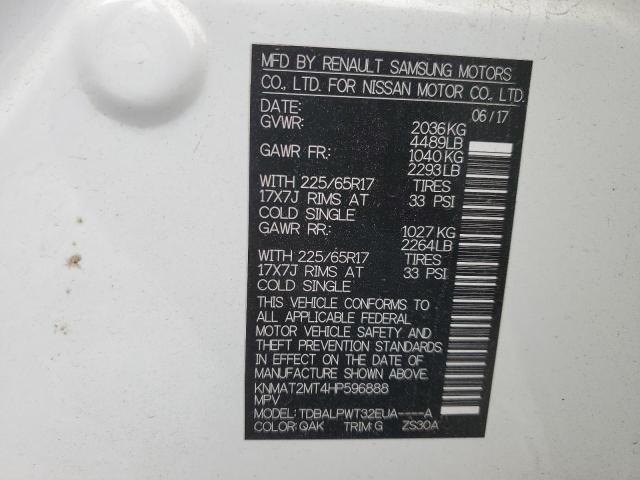 MFD BY RENAULT SAMSUNG MOTORS
CO., LTD. FOR NISSAN MOTOR CO., LTD.
DATE: 06/17
GVWR: 2036KG
4489LB
GAWR FR: 1040KG
2293LB
WITH 225/65R17 TIRES
17X7J RIMS AT 33 PSI
COLD SINGLE
GAWR RR: 1027KG
2264LB
WITH 225/65R17 TIRES
17X7J RIMS AT 33 PSI
COLD SINGLE
THIS VEHICLE CONFORMS TO
ALL APPLICABLE FEDERAL
MOTOR VEHICLE SAFETY AND
THEFT PREVENTION STANDARDS
IN EFFECT ON THE DATE OF
MANUFACTURE SHOWN ABOVE.
KNMAT2MT4HP596888
MPV
MODEL: TDBALPWT32EUA----A
COLOR: QAK TRIM: G ZS30A